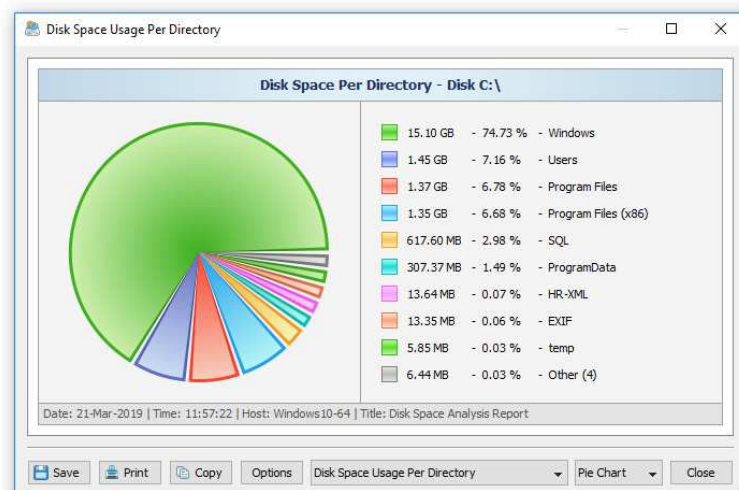 Disk Space Usage Per Directory
Disk Space Per Directory - Disk C:\
15.10 GB - 74.73 % - Windows
1.45 GB - 7.16 % - Users
1.37 GB - 6.78 % - Program Files
1.35 GB - 6.68 % - Program Files (x86)
617.60 MB - 2.98 % - SQL
307.37 MB - 1.49 % - ProgramData
13.64 MB - 0.07 % - HR-XML
13.35 MB - 0.06 % - EXIF
5.85 MB - 0.03 % - temp
6.44 MB - 0.03 % - Other (4)
Date: 21-Mar-2019 | Time: 11:57:22 | Host: Windows10-64 | Title: Disk Space Analysis Report
Save Print Copy Options Disk Space Usage Per Directory Pie Chart Close